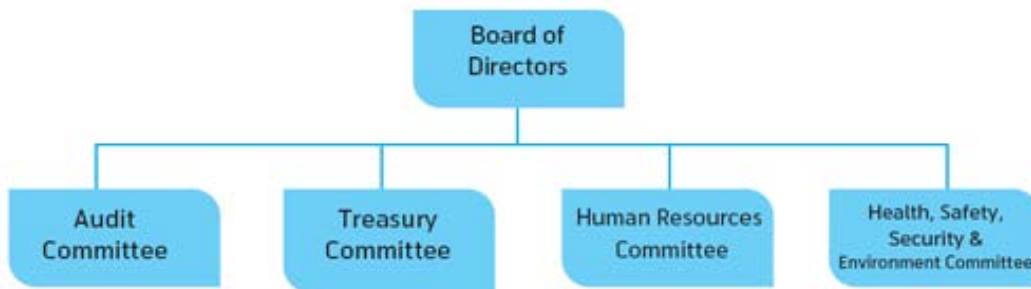 Board of
Directors
Audit
Committee
Treasury
Committee
Human Resources
Committee
Health, Safety,
Security &
Environment Committee